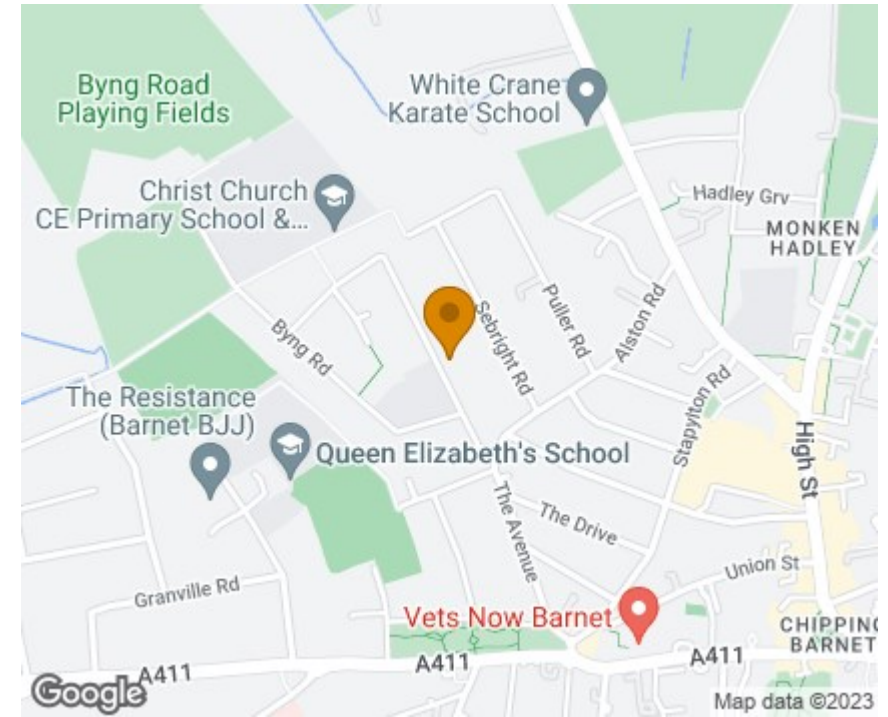 Byng Road
Playing Fields
White Crane
Karate School
Christ Church
CE Primary School &...
Hadley Grv
MONKEN
HADLEY
Sebright Rd
Puller Rd
Alston Rd
Byng Rd
Stapylton Rd
The Resistance
(Barnet BJJ)
Queen Elizabeth's School
High St
The Avenue
The Drive
Union St
Granville Rd
Vets Now Barnet
CHIPPING
BARNET
A411
A411
A411
Google
Map data ©2023